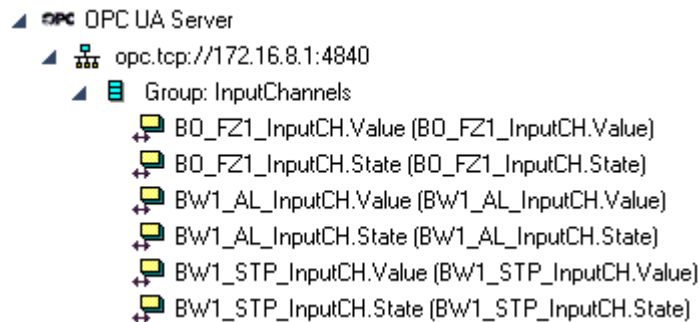 OPC OPC UA Server
opc.tcp://172.16.8.1:4840
Group: InputChannels
BO_FZ1_InputCH.Value (BO_FZ1_InputCH.Value)
BO_FZ1_InputCH.State (BO_FZ1_InputCH.State)
BW1_AL_InputCH.Value (BW1_AL_InputCH.Value)
BW1_AL_InputCH.State (BW1_AL_InputCH.State)
BW1_STP_InputCH.Value (BW1_STP_InputCH.Value)
BW1_STP_InputCH.State (BW1_STP_InputCH.State)